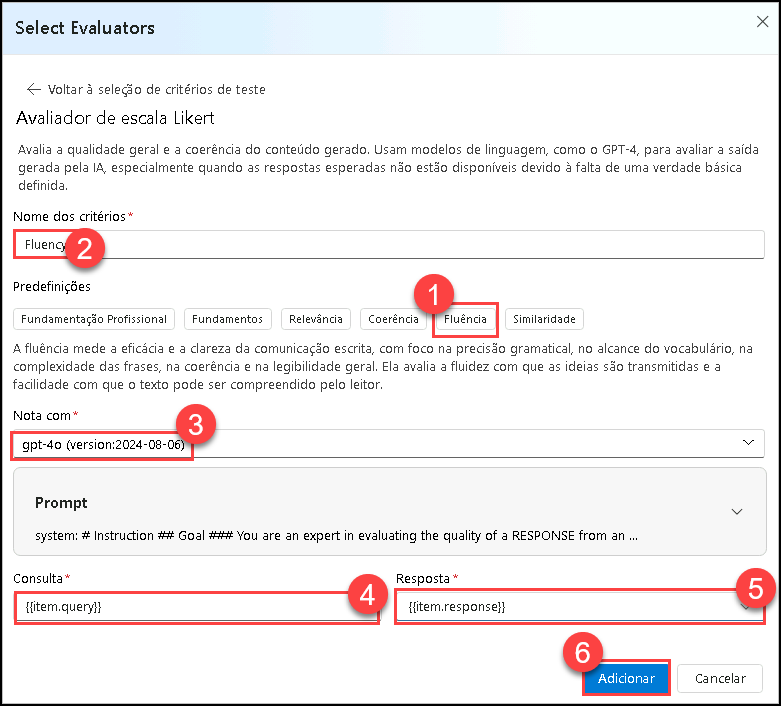 Select Evaluators
Voltar à seleção de critérios de teste
Avaliador de escala Likert
Avalia a qualidade geral e a coerência do conteúdo gerado. Usam modelos de linguagem, como o GPT-4, para avaliar a saída
gerada pela IA, especialmente quando as respostas esperadas não estão disponíveis devido à falta de uma verdade básica
definida.
Nome dos critérios*
Fluency 2
Predefinições
1
Fundamentação Profissional Fundamentos Relevância Coerência Fluência Similaridade
A fluência mede a eficácia e a clareza da comunicação escrita, com foco na precisão gramatical, no alcance do vocabulário, na
complexidade das frases, na coerência e na legibilidade geral. Ela avalia a fluidez com que as ideias são transmitidas e a
facilidade com que o texto pode ser compreendido pelo leitor.
Nota com*
3
gpt-4o (version:2024-08-06)
Prompt
system: # Instruction ## Goal ### You are an expert in evaluating the quality of a RESPONSE from an ...
Consulta* Resposta*
{{item.query}} 4 {{item.response}} 5
6
Adicionar Cancelar